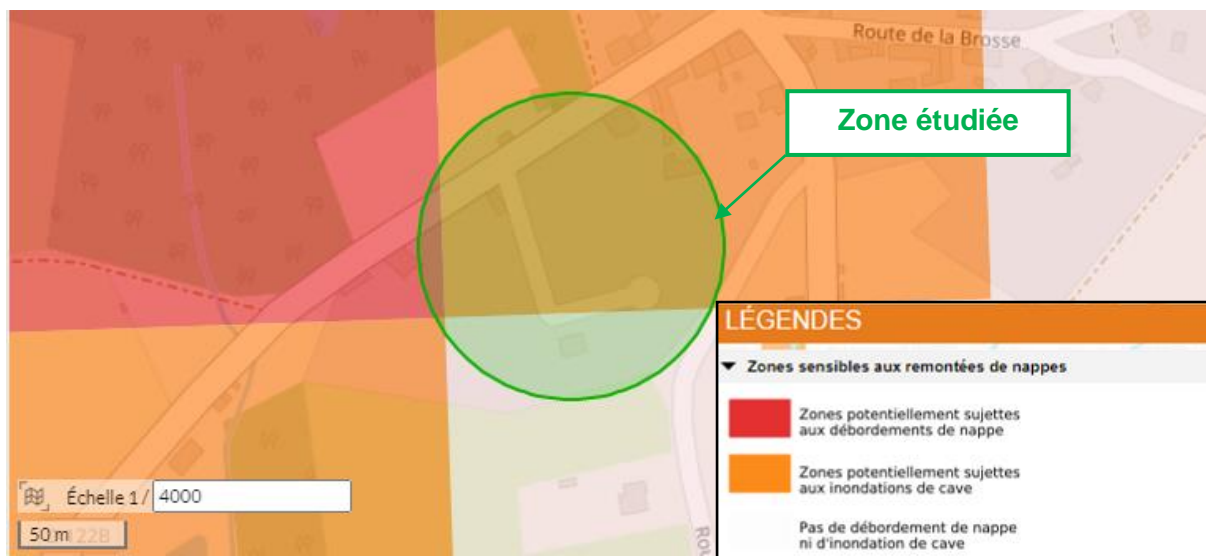 Route de la Brosse
Zone étudiée
LÉGENDES
Zones sensibles aux remontées de nappes
Zones potentiellement sujettes
aux débordements de nappe
Zones potentiellement sujettes
aux inondations de cave
Pas de débordement de nappe
ni d'inondation de cave
Échelle 1 / 4000
50 m
Rou